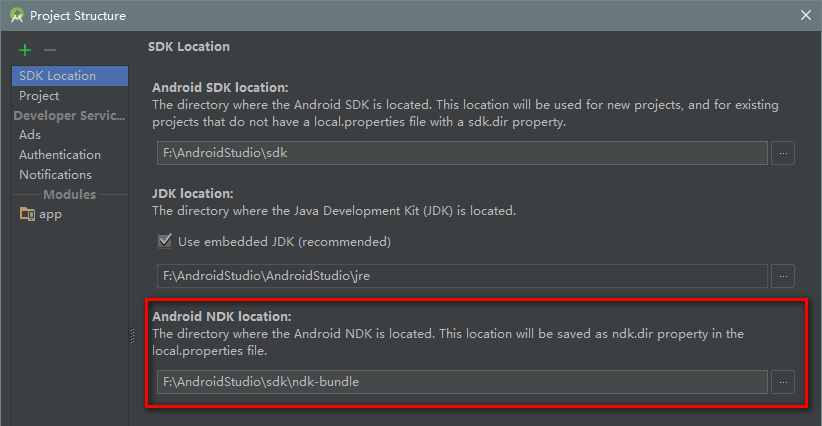 Project Structure
SDK Location
Project
Developer Servic...
Ads
Authentication
Notifications
Modules
app
SDK Location
Android SDK location:
The directory where the Android SDK is located. This location will be used for new projects, and for existing
projects that do not have a local.properties file with a sdk.dir property.
F:\AndroidStudio\sdk
...
JDK location:
The directory where the Java Development Kit (JDK) is located.
Use embedded JDK (recommended)
F:\AndroidStudio\AndroidStudio\jre
...
Android NDK location:
The directory where the Android NDK is located. This location will be saved as ndk.dir property in the
local.properties file.
F:\AndroidStudio\sdk\ndk-bundle
...